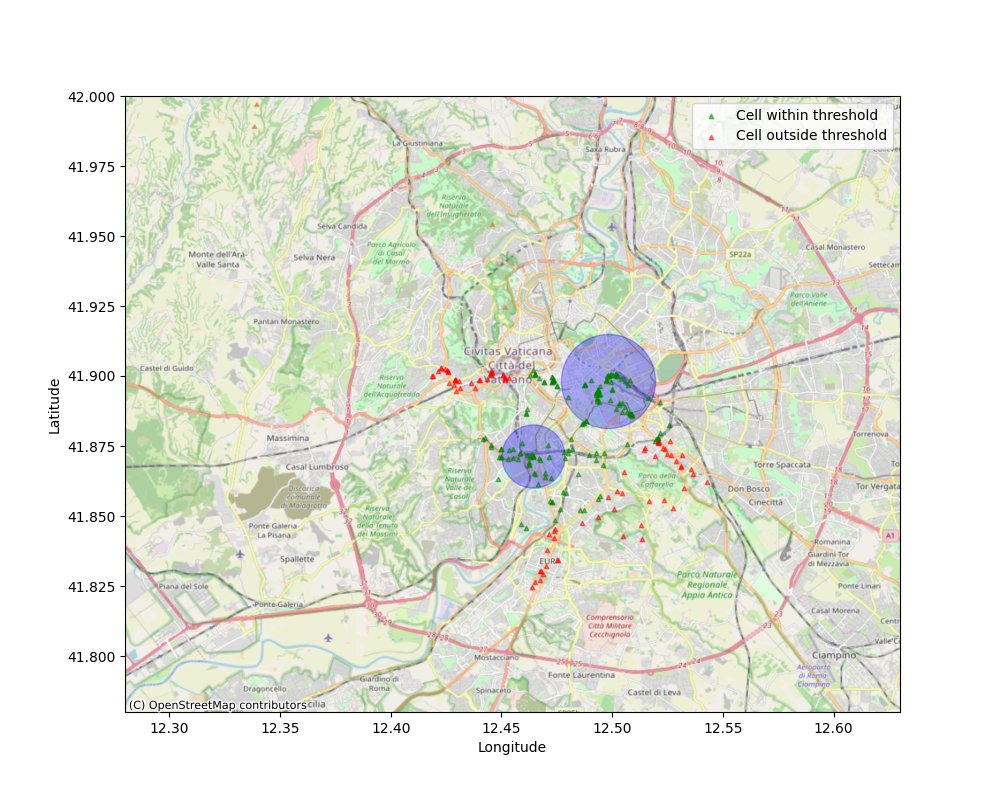 42.000
Cell within threshold
Cell outside threshold
La Giustiniana
Saxa Rubra
41.975
Riserva
Naturale
dell'Insugherata
41.950
Selva Candida
Monte dell'Ara-
Valle Santa
Selva Nera
Parco Agricolo
di Casal
del Marmo
SP22a
Casal Monastero
Settecam
41.925
Pantan Monastero
Parco Valle
dell'Aniene
Castel di Guido
Civitas Vaticana
Città del
Vaticano
41.900
Riserva
Naturale
dell'Acquafredda
Latitude
41.875
Massimina
Torrenova
Casal Lumbroso
Torre Spaccata
To
Discarica
comunale
di Malagrotta
Riserva
Naturale
di Valle dei
Casali
Parco della
Caffarella
Don Bosco
Cinecittà
Tor Vergata
41.850
Riserva
Naturale
della Tenuta
dei Massimi
Ponte Galeria-
La Pisana
Spallette
A1
Romanina
Giardini Tor
di Mezzavia
EUR
41.825
Piana del Sole
Ponte Galeria
Parco Naturale
Regionale
Appia Antica
Ponte Linari
Casal Morena
Comprensorio
Città Militare
Cecchignola
41.800
Mostacciano
Ciampino
Fonte Laurentina
Aeroporto
di Roma-
Ciampino
Giardino di
Roma
Dragoncello
Spinaceto
Castel di Leva
(C) OpenStreetMap contributors
cilia
12.30
12.35
12.40
12.45
12.50
12.55
12.60
Longitude